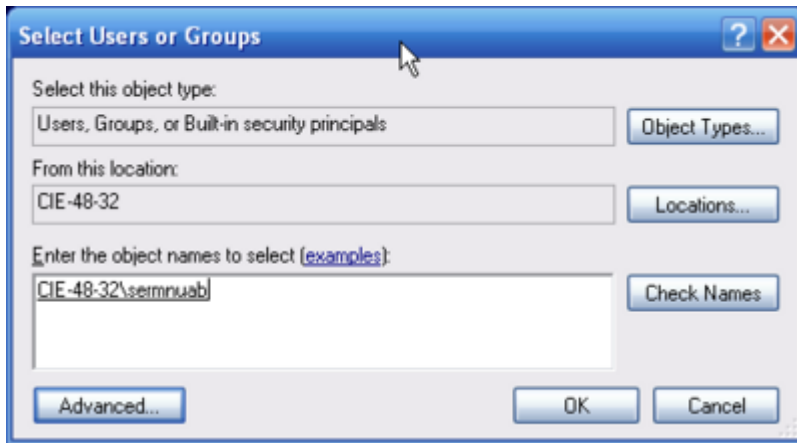 Select Users or Groups
Select this object type:
Users, Groups, or Built-in security principals
Object Types...
From this location:
CIE-48-32
Locations...
Enter the object names to select (examples):
CIE-48-32\sermnuab
Check Names
Advanced...
OK
Cancel